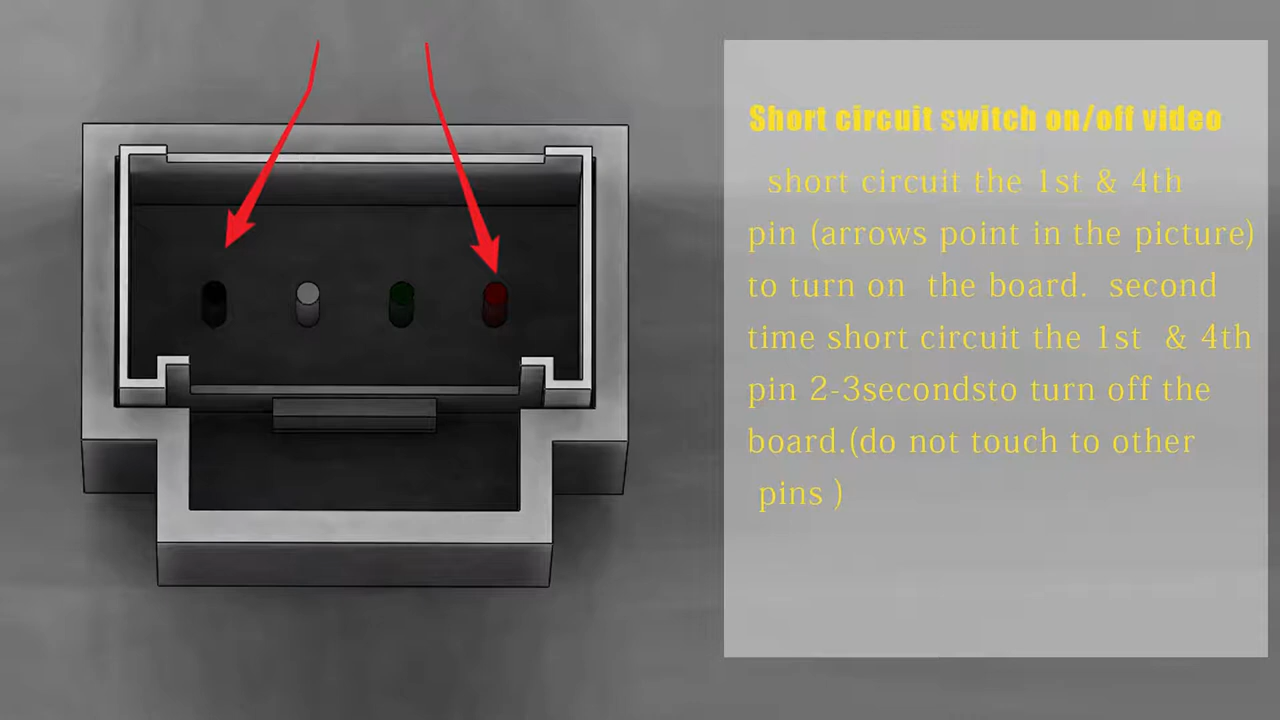 Short circuit switch on/off video
short circuit the 1st & 4th
pin (arrows point in the picture)
to turn on the board. second
time short circuit the 1st & 4th
pin 2-3secondsto turn off the
board.(do not touch to other
pins )